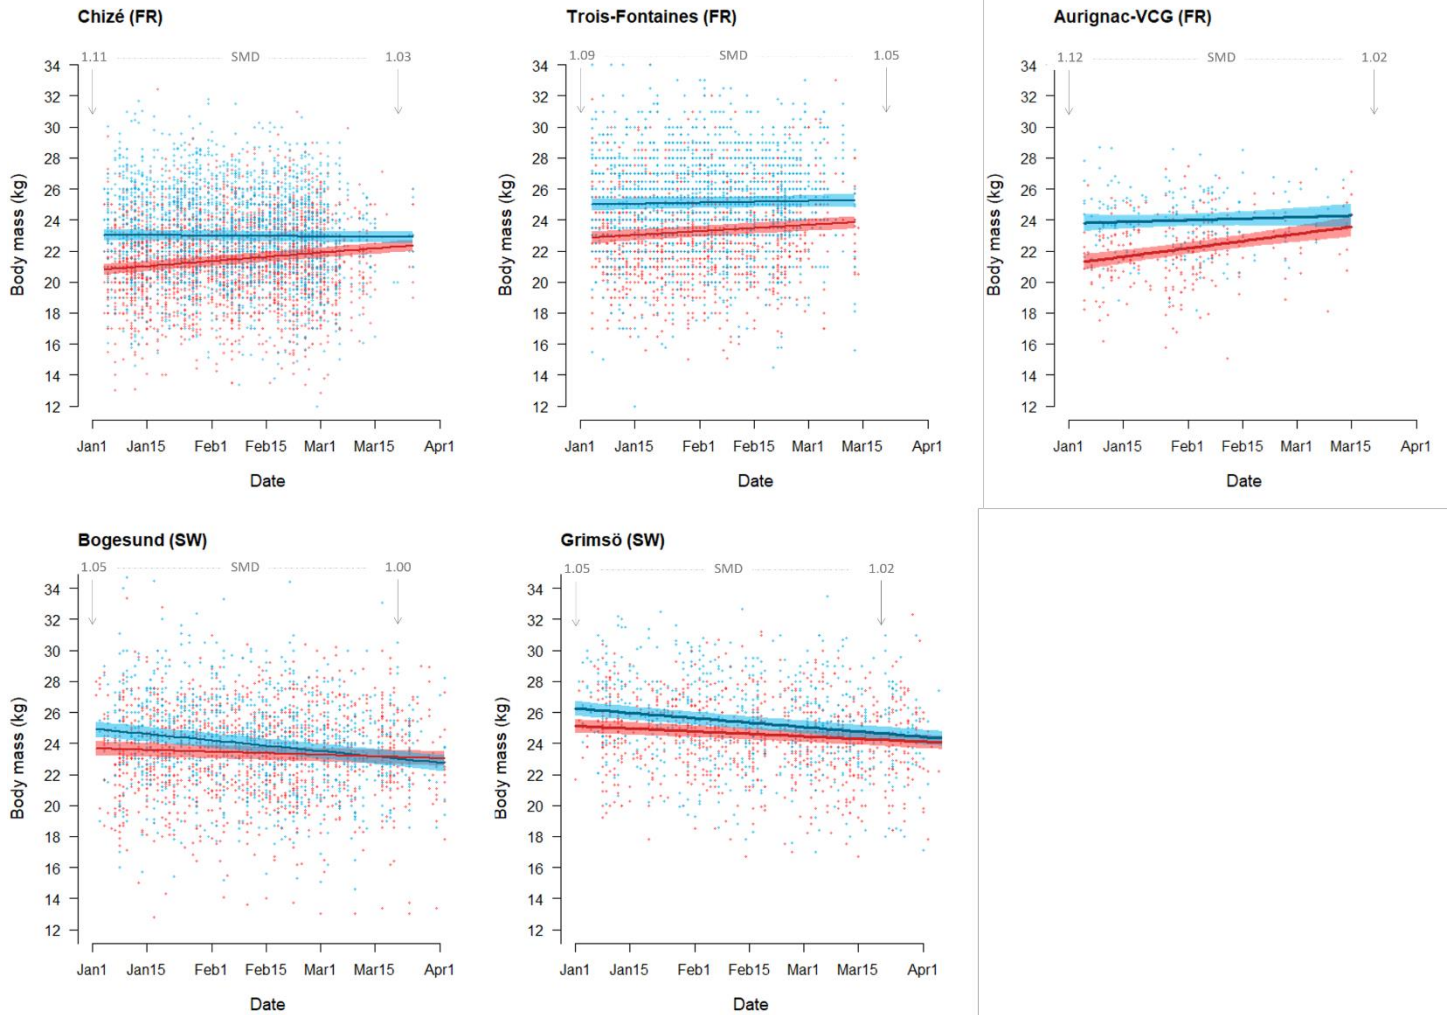 Chizé (FR)
1.11 SMD 1.03
34
32
30
28
26
24
22
20
18
16
14
12
Body mass (kg)
Jan1 Jan15 Feb1 Feb15 Mar1 Mar15 Apr1
Date
Trois-Fontaines (FR)
1.09 SMD 1.05
34
32
30
28
26
24
22
20
18
16
14
12
Body mass (kg)
Jan1 Jan15 Feb1 Feb15 Mar1 Mar15 Apr1
Date
Aurignac-VCG (FR)
1.12 SMD 1.02
34
32
30
28
26
24
22
20
18
16
14
12
Body mass (kg)
Jan1 Jan15 Feb1 Feb15 Mar1 Mar15 Apr1
Date
Bogesund (SW)
1.05 SMD 1.00
34
32
30
28
26
24
22
20
18
16
14
12
Body mass (kg)
Jan1 Jan15 Feb1 Feb15 Mar1 Mar15 Apr1
Date
Grimsö (SW)
1.05 SMD 1.02
34
32
30
28
26
24
22
20
18
16
14
12
Body mass (kg)
Jan1 Jan15 Feb1 Feb15 Mar1 Mar15 Apr1
Date